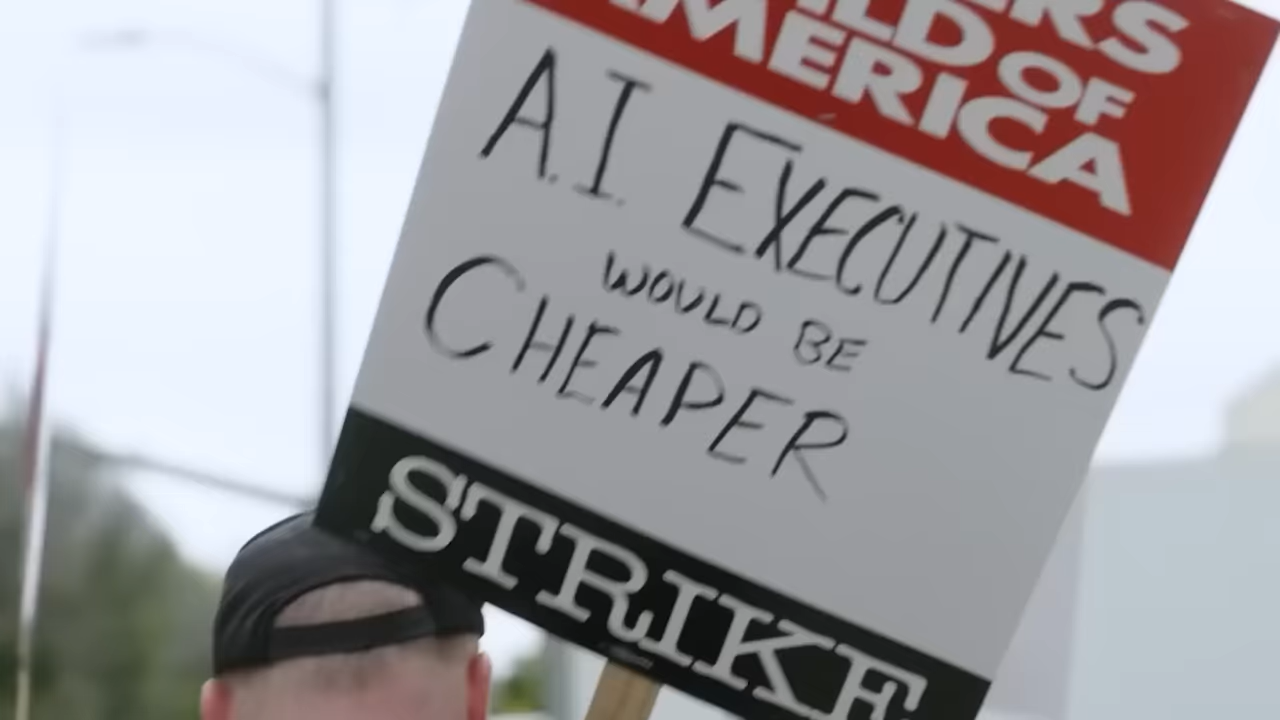 OF
AMERICA
A.I. EXECUTIVES
WOULD BE
CHEAPER
STRIKE